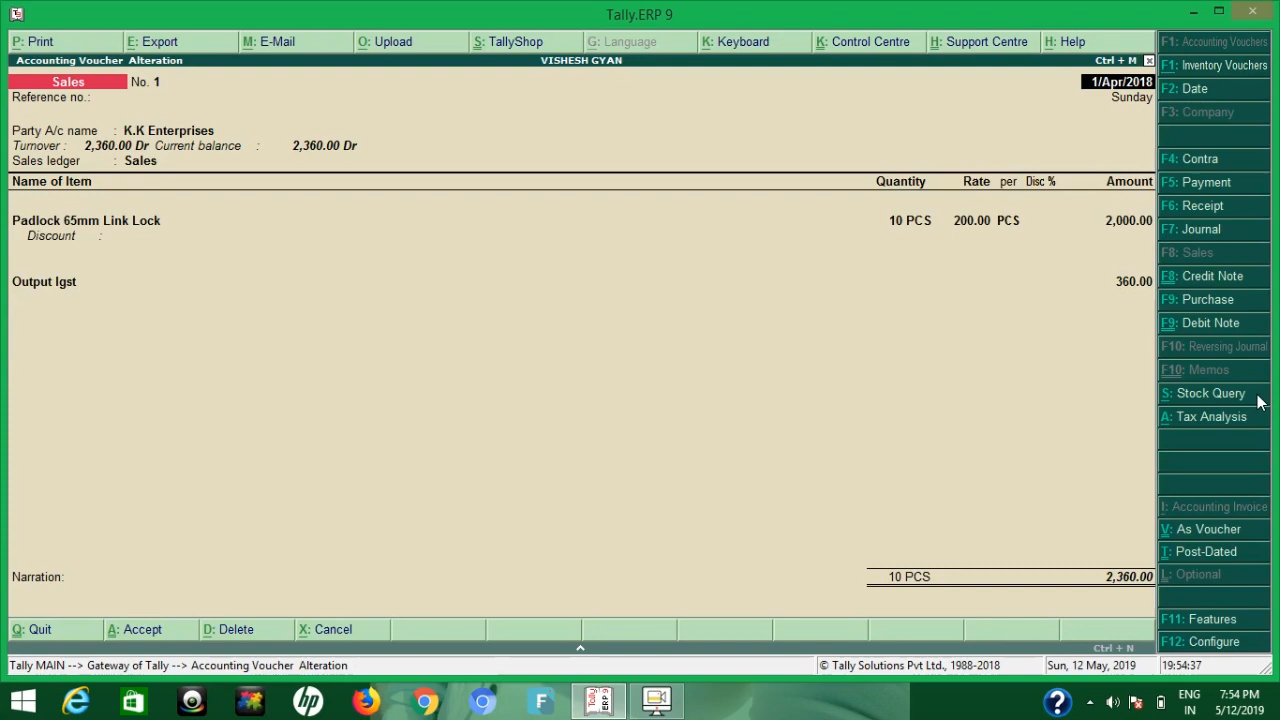 Tally.ERP 9
P: Print E: Export M: E-Mail O: Upload S: TallyShop G: Language K: Keyboard K: Control Centre H: Support Centre H: Help
F1: Accounting Vouchers
Accounting Voucher Alteration VISHESH GYAN Ctrl + M
F1: Inventory Vouchers
Sales No. 1 1/Apr/2018
F2: Date
Reference no.: Sunday
F3: Company
Party A/c name : K.K Enterprises
Turnover : 2,360.00 Dr Current balance : 2,360.00 Dr
Sales ledger : Sales
F4: Contra
Name of Item Quantity Rate per Disc % Amount
F5: Payment
F6: Receipt
Padlock 65mm Link Lock 10 PCS 200.00 PCS 2,000.00
F7: Journal
Discount :
F8: Sales
F8: Credit Note
Output Igst 360.00
F9: Purchase
F9: Debit Note
F10: Reversing Journal
F10: Memos
S: Stock Query
A: Tax Analysis
I: Accounting Invoice
V: As Voucher
T: Post-Dated
L: Optional
Narration: 10 PCS 2,360.00
F11: Features
Q: Quit A: Accept D: Delete X: Cancel
F12: Configure
Ctrl + N
Tally MAIN --> Gateway of Tally --> Accounting Voucher Alteration © Tally Solutions Pvt Ltd., 1988-2018 Sun, 12 May, 2019 19:54:37
hp F Tally ERP 9 ? ENG 7:54 PM
IN 5/12/2019